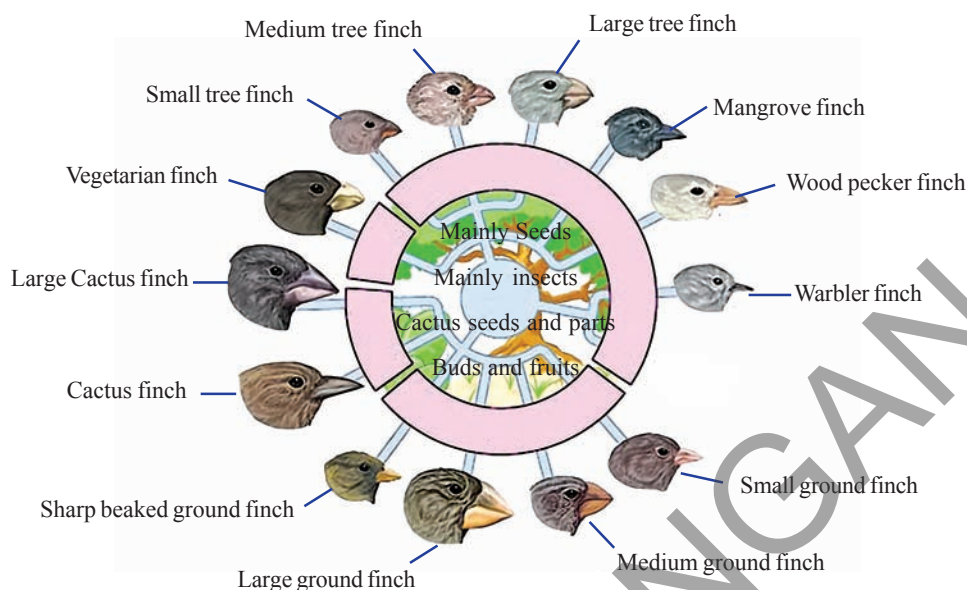 Medium tree finch
Large tree finch
Small tree finch
Mangrove finch
Vegetarian finch
Wood pecker finch
Large Cactus finch
Warbler finch
Cactus finch
Mainly Seeds
Mainly insects
Cactus seeds and parts
Buds and fruits
Sharp beaked ground finch
Small ground finch
Large ground finch
Medium ground finch
NGAN